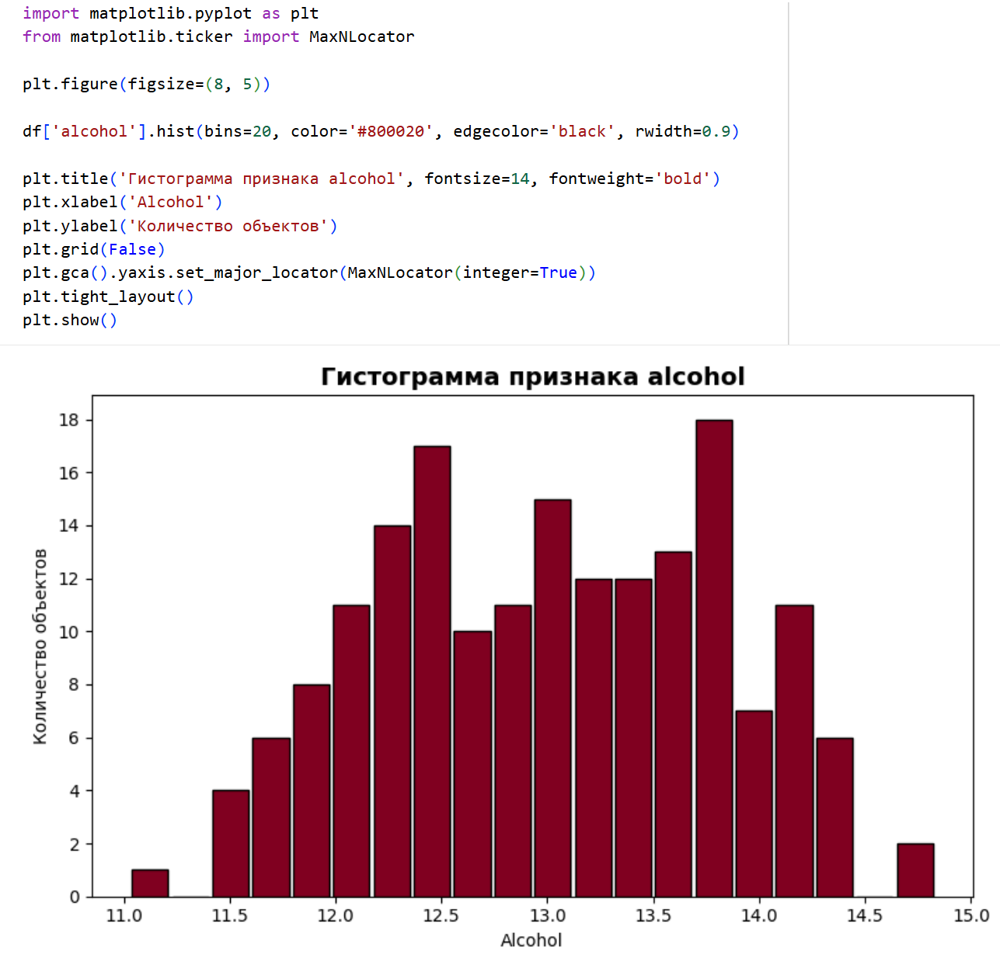 import matplotlib.pyplot as plt
from matplotlib.ticker import MaxNLocator
plt.figure(figsize=(8, 5))
df['alcohol'].hist(bins=20, color='#800020', edgecolor='black', rwidth=0.9)
plt.title('Гистограмма признака alcohol', fontsize=14, fontweight='bold')
plt.xlabel('Alcohol')
plt.ylabel('Количество объектов')
plt.grid(False)
plt.gca().yaxis.set_major_locator(MaxNLocator(integer=True))
plt.tight_layout()
plt.show()
Гистограмма признака alcohol
Количество объектов
18
16
14
12
10
8
6
4
2
0
11.0 11.5 12.0 12.5 13.0 13.5 14.0 14.5 15.0
Alcohol